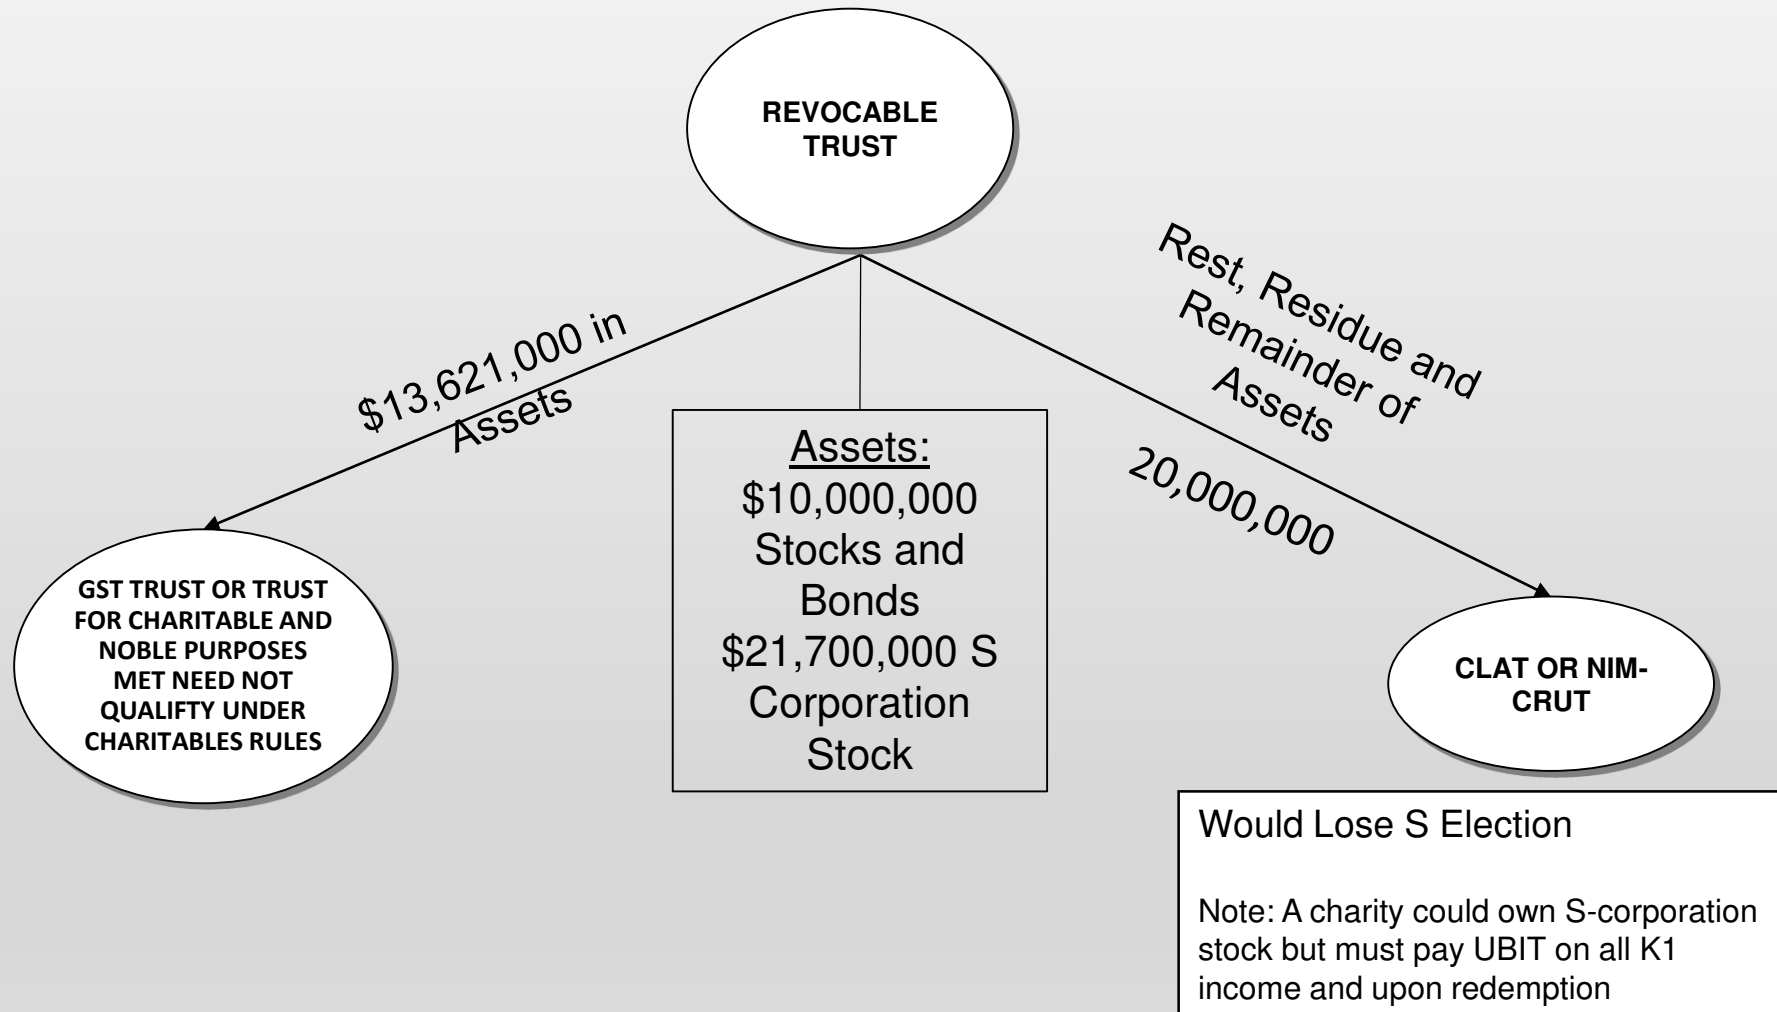 REVOCABLE
TRUST
$13,621,000 in
Assets
Rest, Residue and
Remainder of
Assets
20,000,000
Assets:
$10,000,000
Stocks and
Bonds
$21,700,000 S
Corporation
Stock
GST TRUST OR TRUST
FOR CHARITABLE AND
NOBLE PURPOSES
MET NEED NOT
QUALIFTY UNDER
CHARITABLES RULES
CLAT OR NIM-
CRUT
Would Lose S Election
Note: A charity could own S-corporation
stock but must pay UBIT on all K1
income and upon redemption